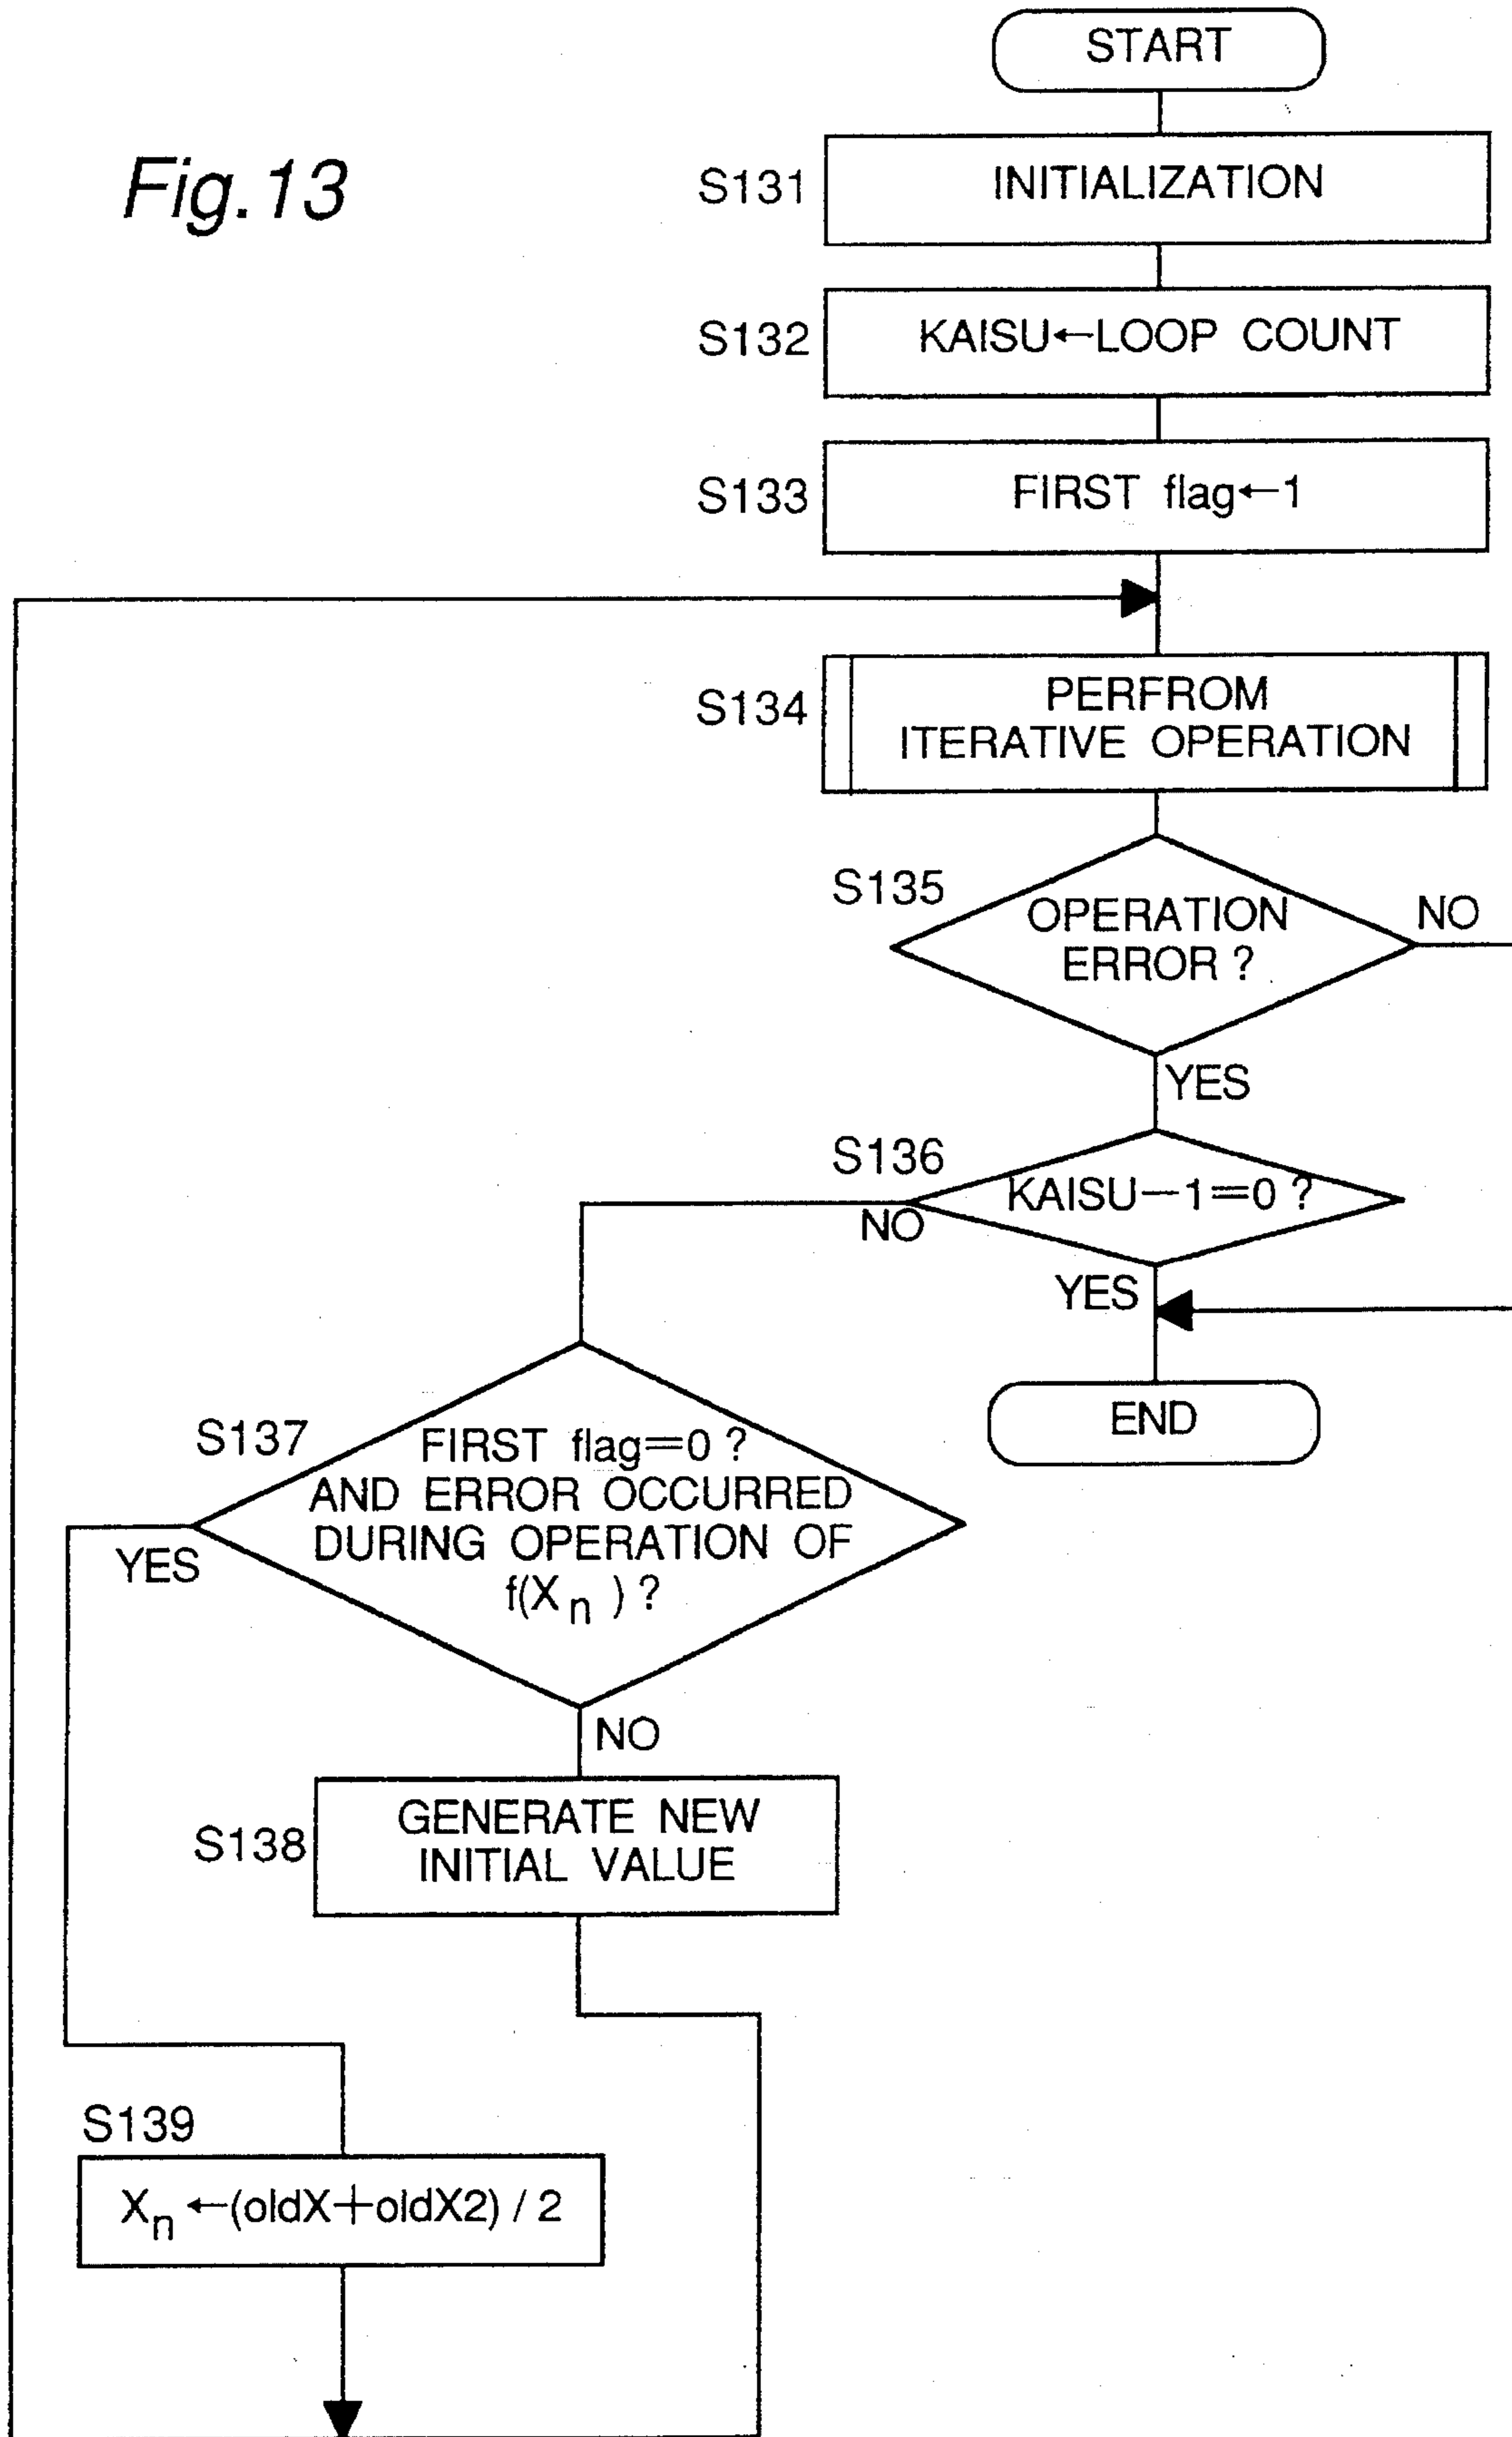 START
Fig.13
S131
INITIALIZATION
S132
KAISU←LOOP COUNT
S133
FIRST flag←1
S134
PERFROM
ITERATIVE OPERATION
S135
OPERATION
ERROR ?
NO
YES
S136
KAISU－1＝0 ?
NO
YES
END
S137
FIRST flag＝0 ?
AND ERROR OCCURRED
DURING OPERATION OF
f(Xn) ?
YES
NO
S138
GENERATE NEW
INITIAL VALUE
S139
Xn ←(oldX＋oldX2) / 2